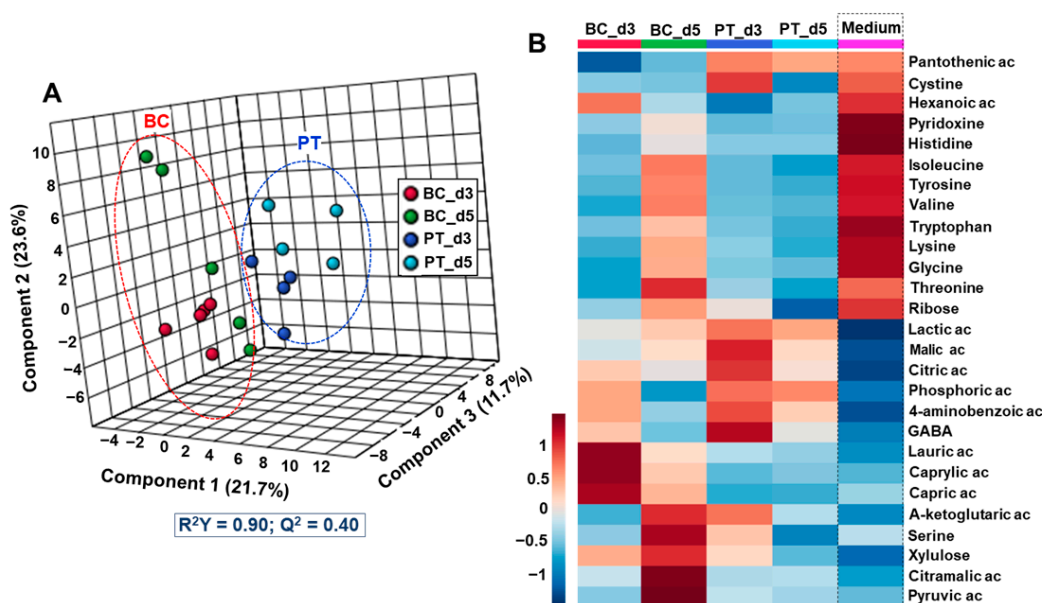 A
BC
PT
BC_d3
BC_d5
PT_d3
PT_d5
10
8
6
4
2
0
−2
−4
−6
Component 2 (23.6%)
−4 −2 0 2 4 6 8 10 12
Component 1 (21.7%)
−8 −4 0 4 8
Component 3 (11.7%)
R²Y = 0.90; Q² = 0.40
B
BC_d3 BC_d5 PT_d3 PT_d5 Medium
Pantothenic ac
Cystine
Hexanoic ac
Pyridoxine
Histidine
Isoleucine
Tyrosine
Valine
Tryptophan
Lysine
Glycine
Threonine
Ribose
Lactic ac
Malic ac
Citric ac
Phosphoric ac
4-aminobenzoic ac
GABA
Lauric ac
Caprylic ac
Capric ac
A-ketoglutaric ac
Serine
Xylulose
Citramalic ac
Pyruvic ac
1
0.5
0
−0.5
−1